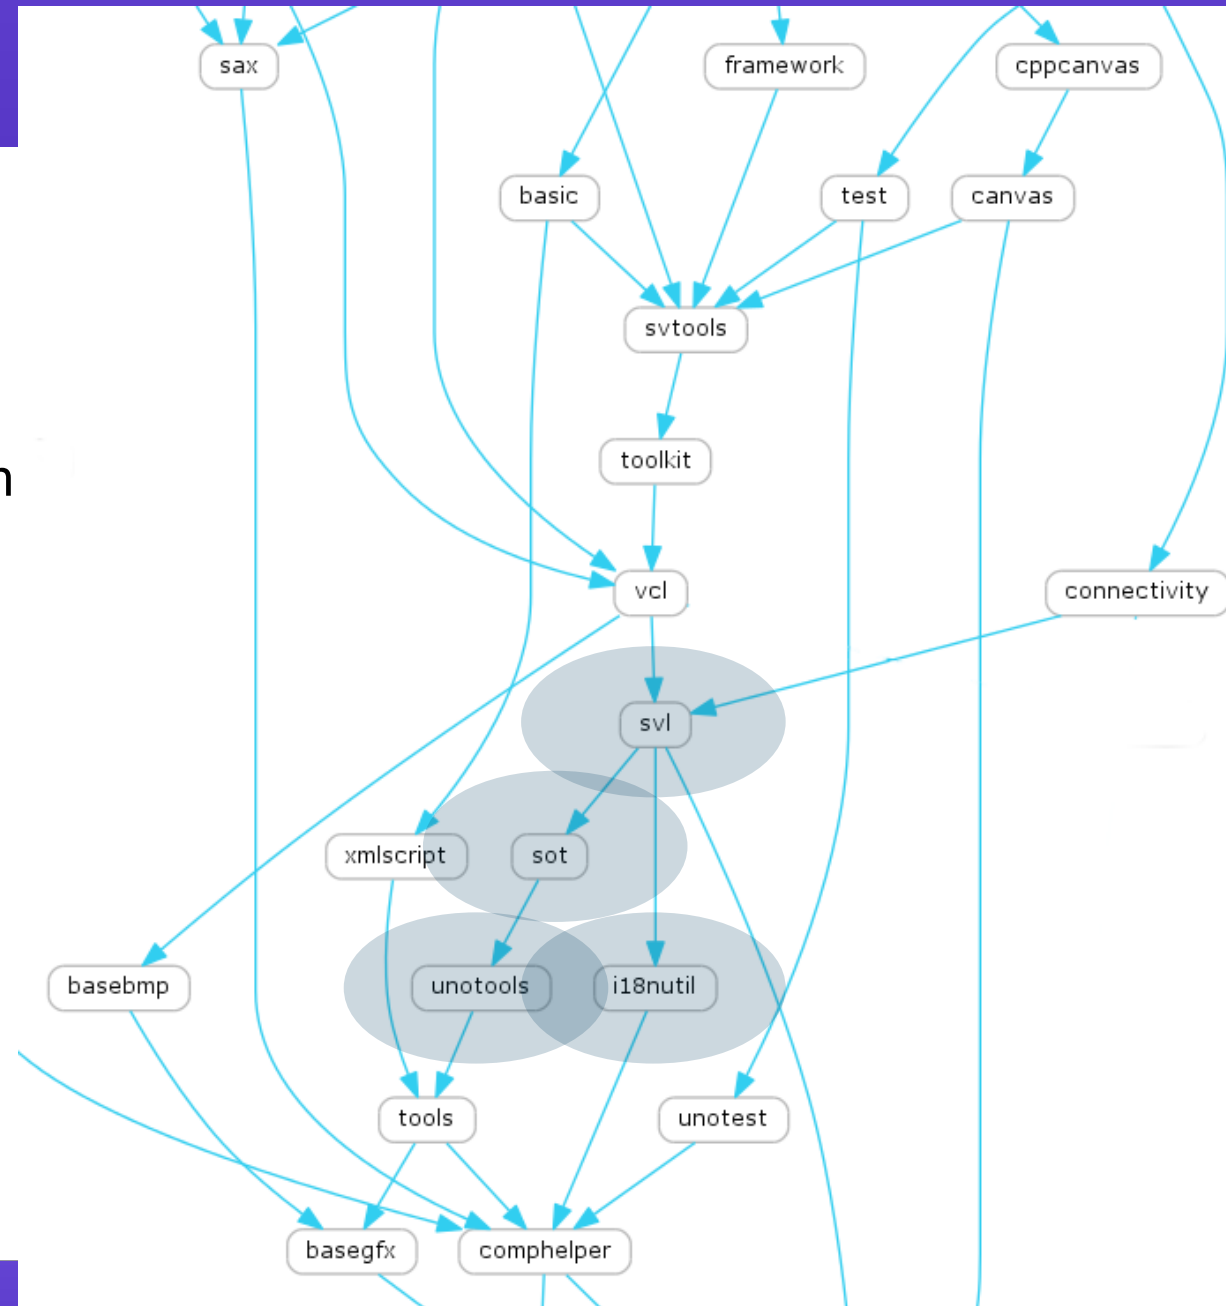 sax
framework
cppcanvas
basic
test
canvas
svtools
toolkit
n
vcl
connectivity
svl
xmlscript
sot
basebmp
unotools
i18nutil
tools
unotest
basegfx
comphelper